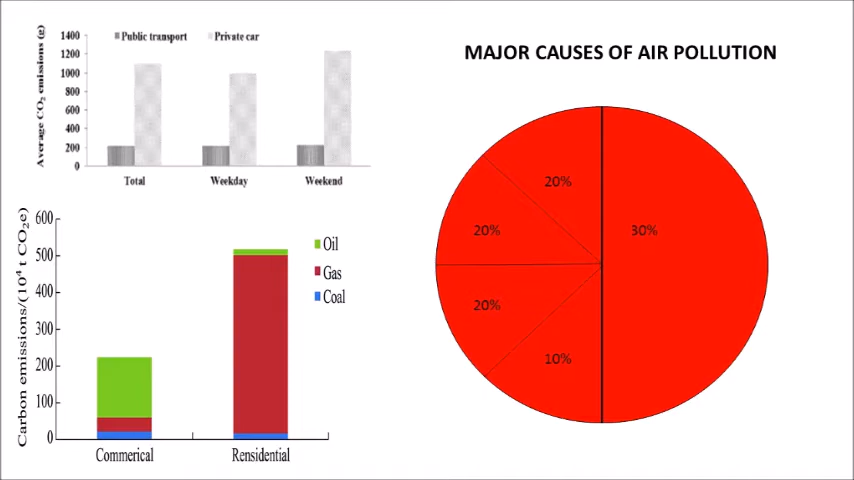 Average CO₂ emissions (g)
1400
1200
1000
800
600
400
200
0
Public transport Private car
Total Weekday Weekend
Carbon emissions/(10⁴ t CO₂e)
600
500
400
300
200
100
0
Oil
Gas
Coal
Commerical Rensidential
MAJOR CAUSES OF AIR POLLUTION
20%
20% 30%
20%
10%